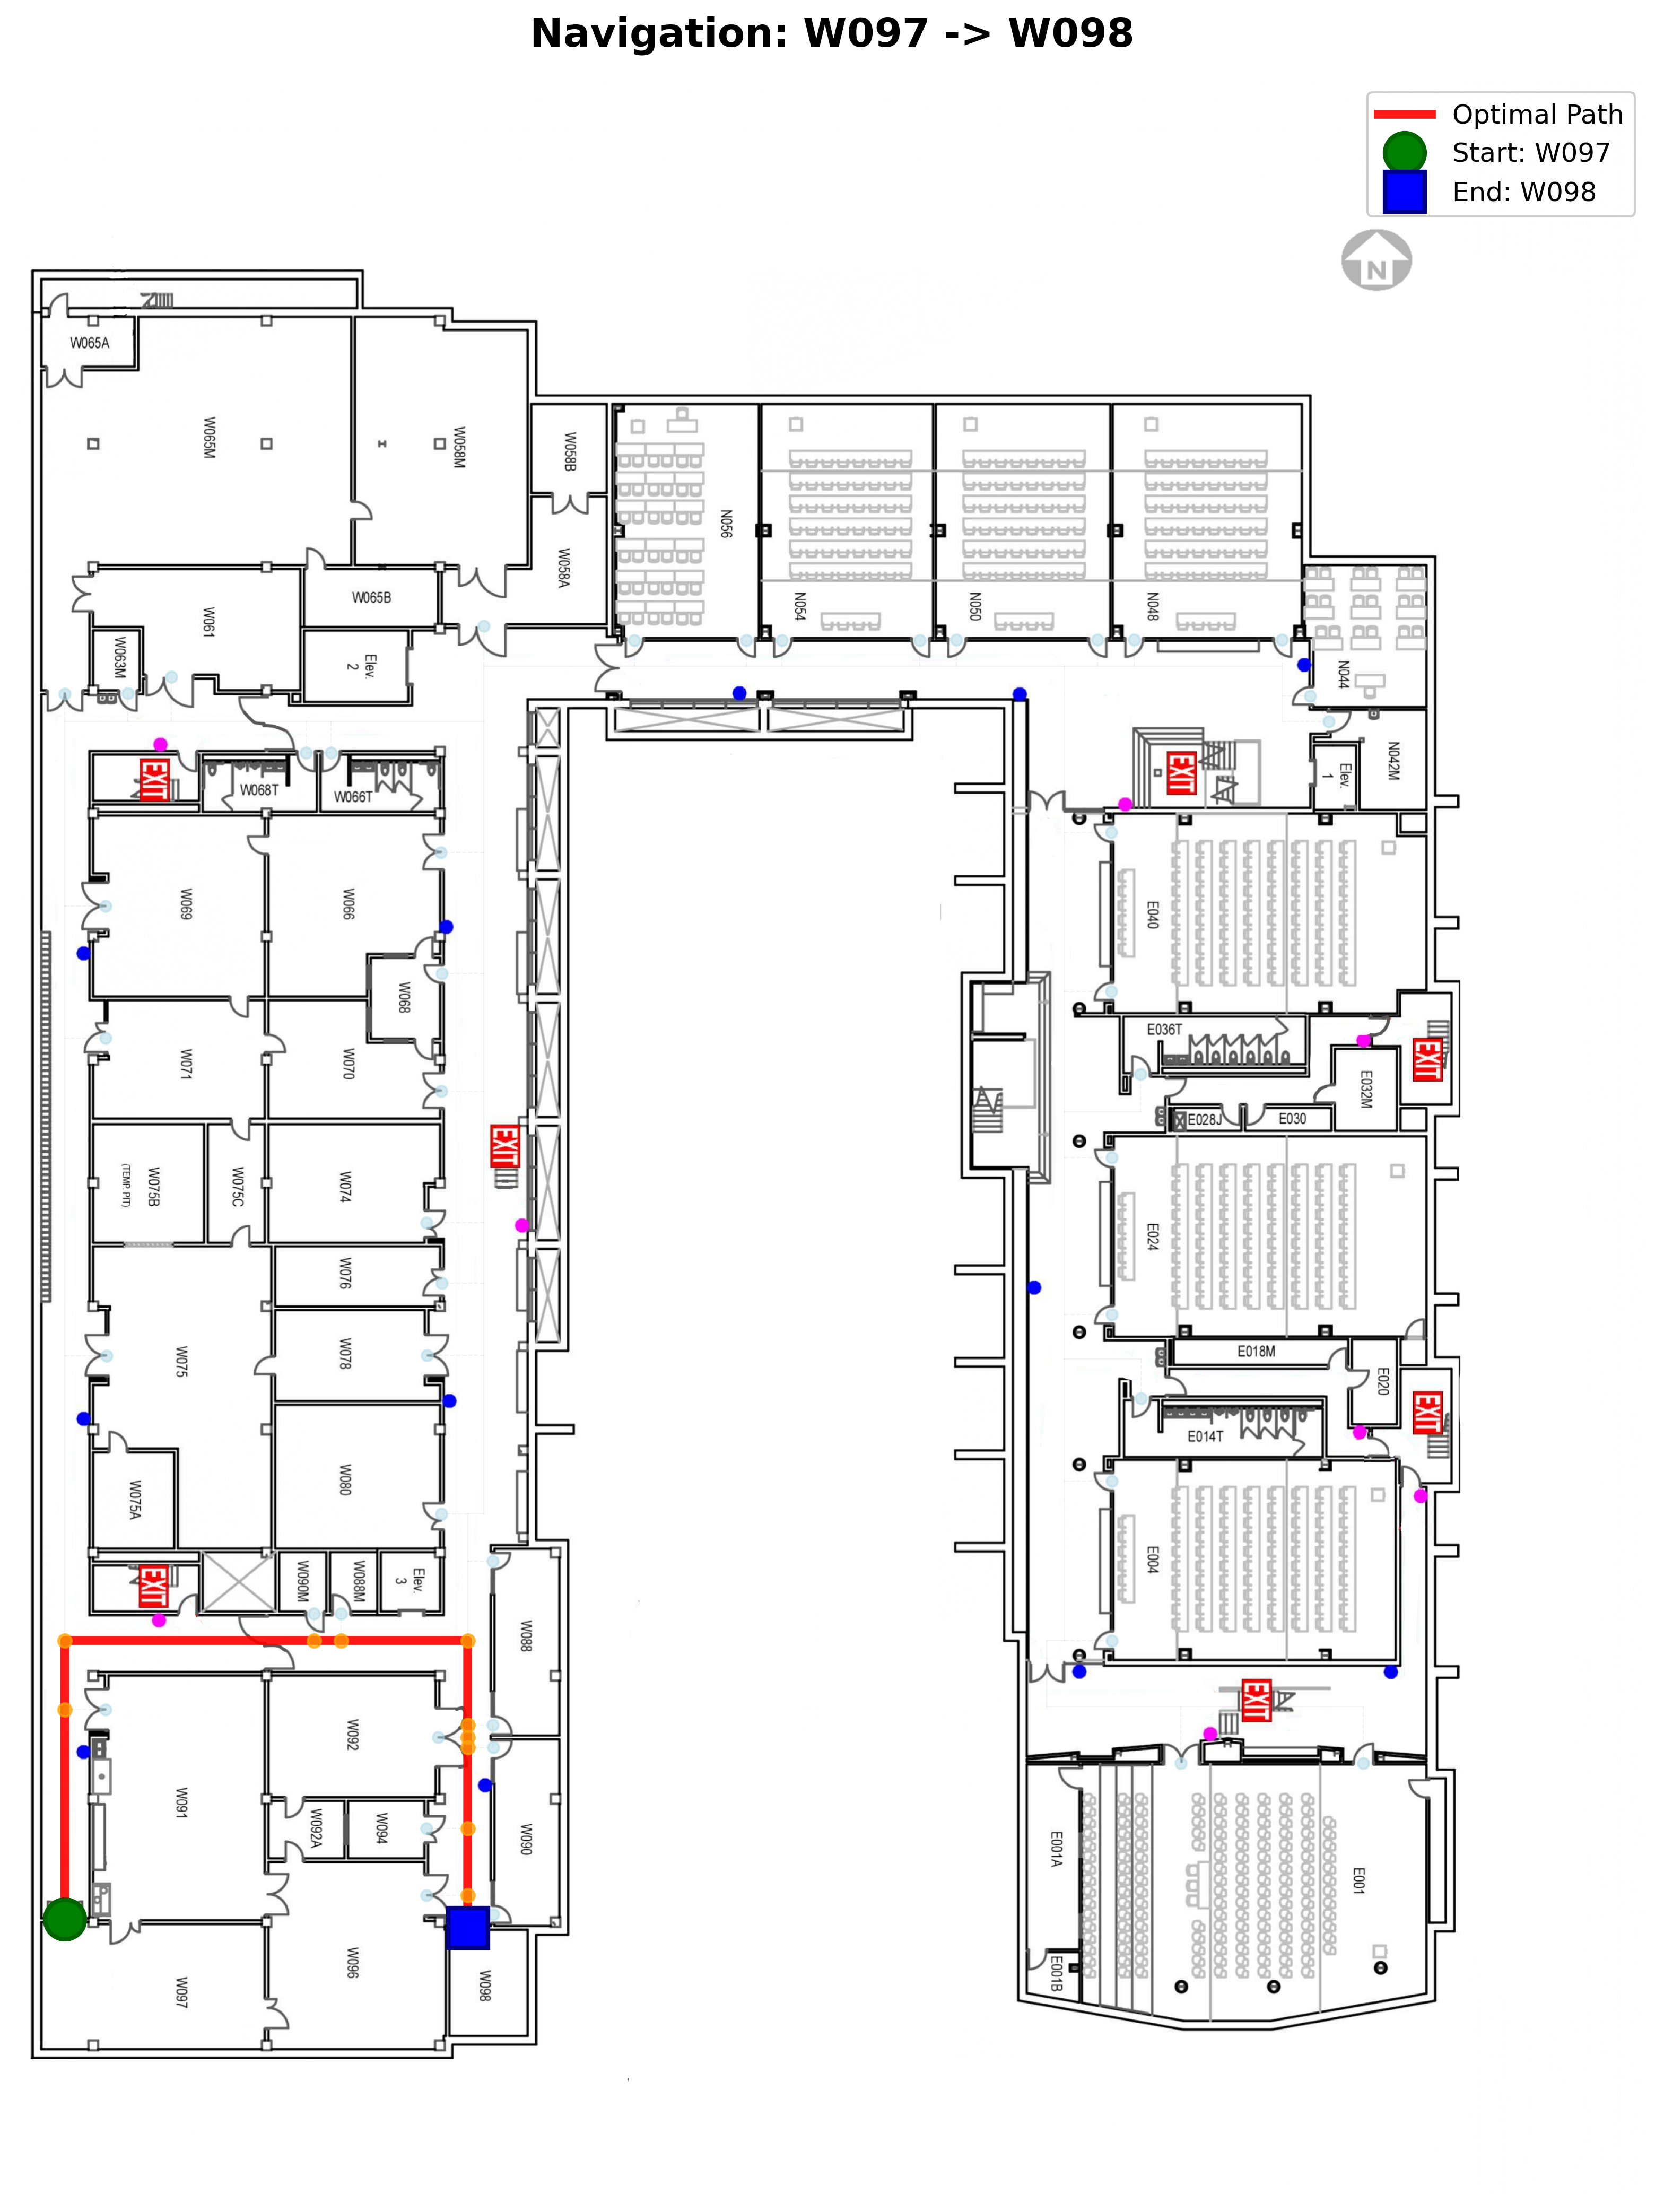 Navigation: W097 -> W098
Optimal Path
Start: W097
End: W098
N
W065A
W065M
W058M
W058B
W058A
N056
N054
N050
N048
N044
N042M
W065B
W061
W063M
Elev.
2
Elev.
1
EXIT
W068T
W066T
EXIT
W069
W066
W068
W071
W070
E040
E036T
E032M
EXIT
E028J
E030
W075B
(TEMP. PIT)
W075C
W074
EXIT
E024
W076
W075
W078
E018M
E020
EXIT
E014T
W075A
W080
E004
EXIT
W090M
W088M
Elev.
3
W088
EXIT
W092
W091
W092A
W094
W090
E001A
E001
E001B
W097
W096
W098